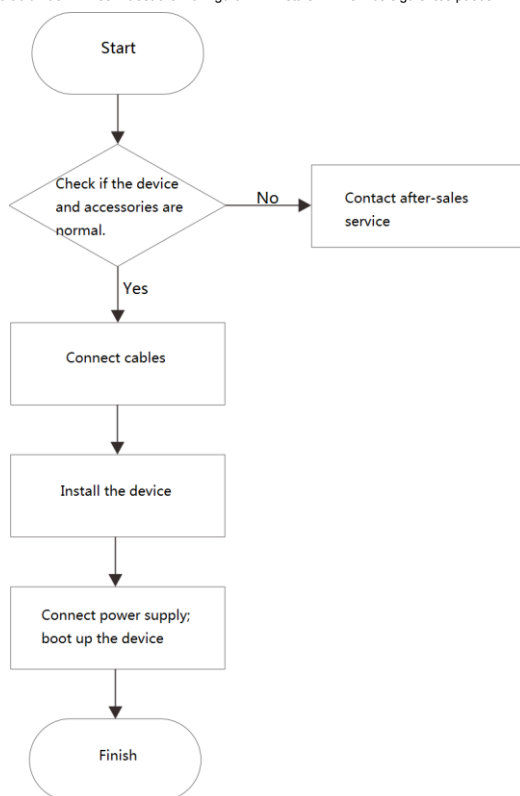 Start
Check if the device
and accessories are
normal.
No
Contact after-sales
service
Yes
Connect cables
Install the device
Connect power supply;
boot up the device
Finish